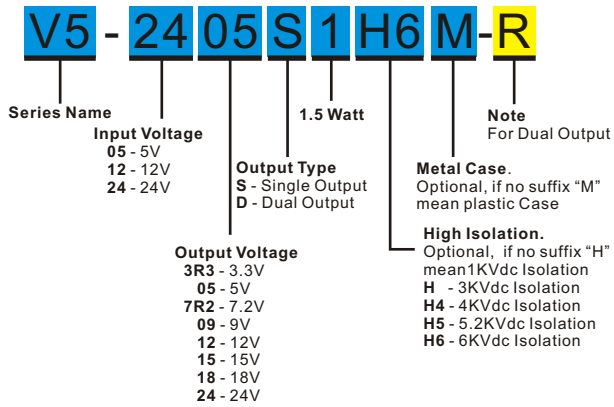 V5 - 24 05 S 1 H6 M-R
Series Name
Input Voltage
05 - 5V
12 - 12V
24 - 24V
Output Voltage
3R3 - 3.3V
05 - 5V
7R2 - 7.2V
09 - 9V
12 - 12V
15 - 15V
18 - 18V
24 - 24V
Output Type
S - Single Output
D - Dual Output
1.5 Watt
High Isolation.
Optional, if no suffix “H”
mean1KVdc Isolation
H - 3KVdc Isolation
H4 - 4KVdc Isolation
H5 - 5.2KVdc Isolation
H6 - 6KVdc Isolation
Metal Case.
Optional, if no suffix “M”
mean plastic Case
Note
For Dual Output